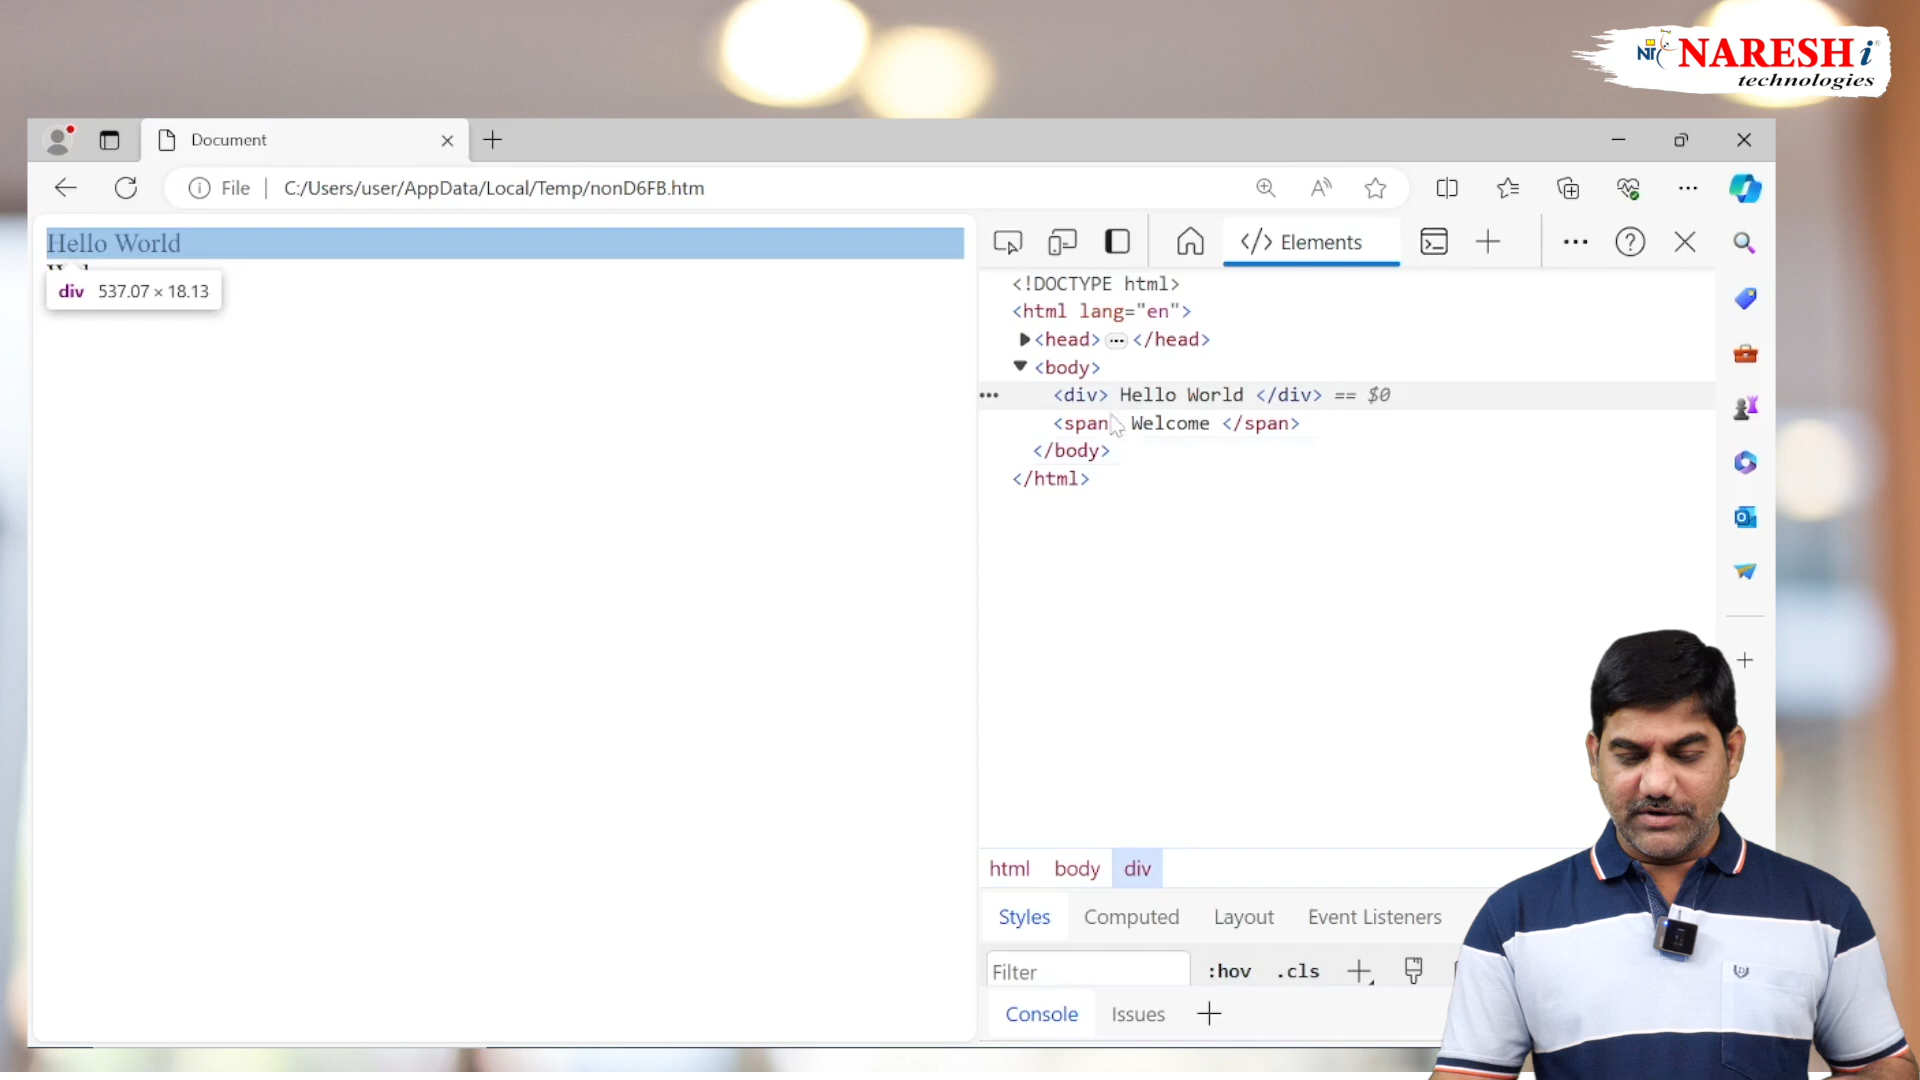 NT NARESH i
technologies
Document
File
C:/Users/user/AppData/Local/Temp/nonD6FB.htm
Hello World
div 537.07 × 18.13
Elements
<!DOCTYPE html>
<html lang="en">
<head> ••• </head>
<body>
••• <div> Hello World </div> == $0
<span Welcome </span>
</body>
</html>
html body div
Styles Computed Layout Event Listeners
Filter :hov .cls
Console Issues